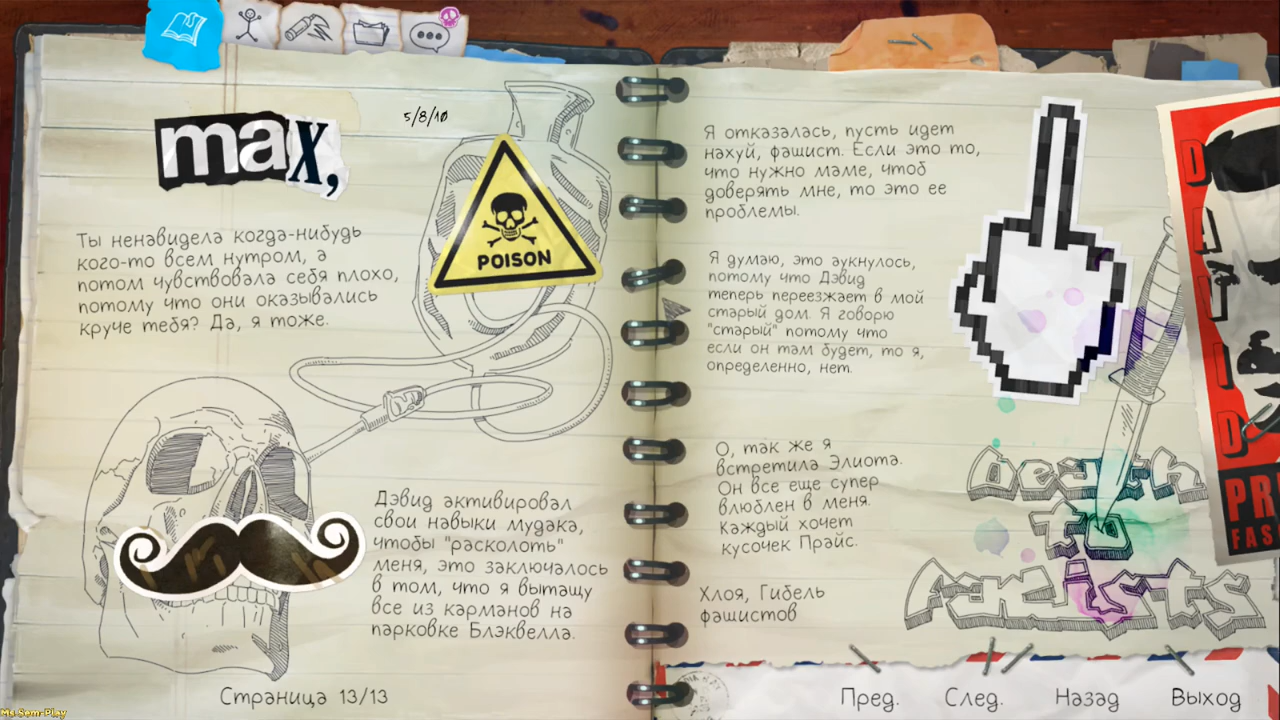 max,
5/8/10
POISON
Ты ненавидела когда-нибудь
кого-то всем нутром, а
потом чувствовала себя плохо,
потому что они оказывались
круче тебя? Да, я тоже.
Дэвид активировал
свои навыки мудака,
чтобы "расколоть"
меня, это заключалось
в том, что я вытащу
все из карманов на
парковке Блэквелла.
Страница 13/13
Я отказалась, пусть идет
нахуй, фашист. Если это то,
что нужно маме, чтоб
доверять мне, то это ее
проблемы.
Я думаю, это аукнулось,
потому что Дэвид
теперь переезжает в мой
старый дом. Я говорю
"старый" потому что
если он там будет, то я,
определенно, нет.
О, так же я
встретила Элиота.
Он все еще супер
влюблен в меня.
Каждый хочет
кусочек Прайс.
Хлоя, Гибель
фашистов
death
to
fascists
DAVID
PR
FAS
Пред. След. Назад Выход
Ms.Sem-Play